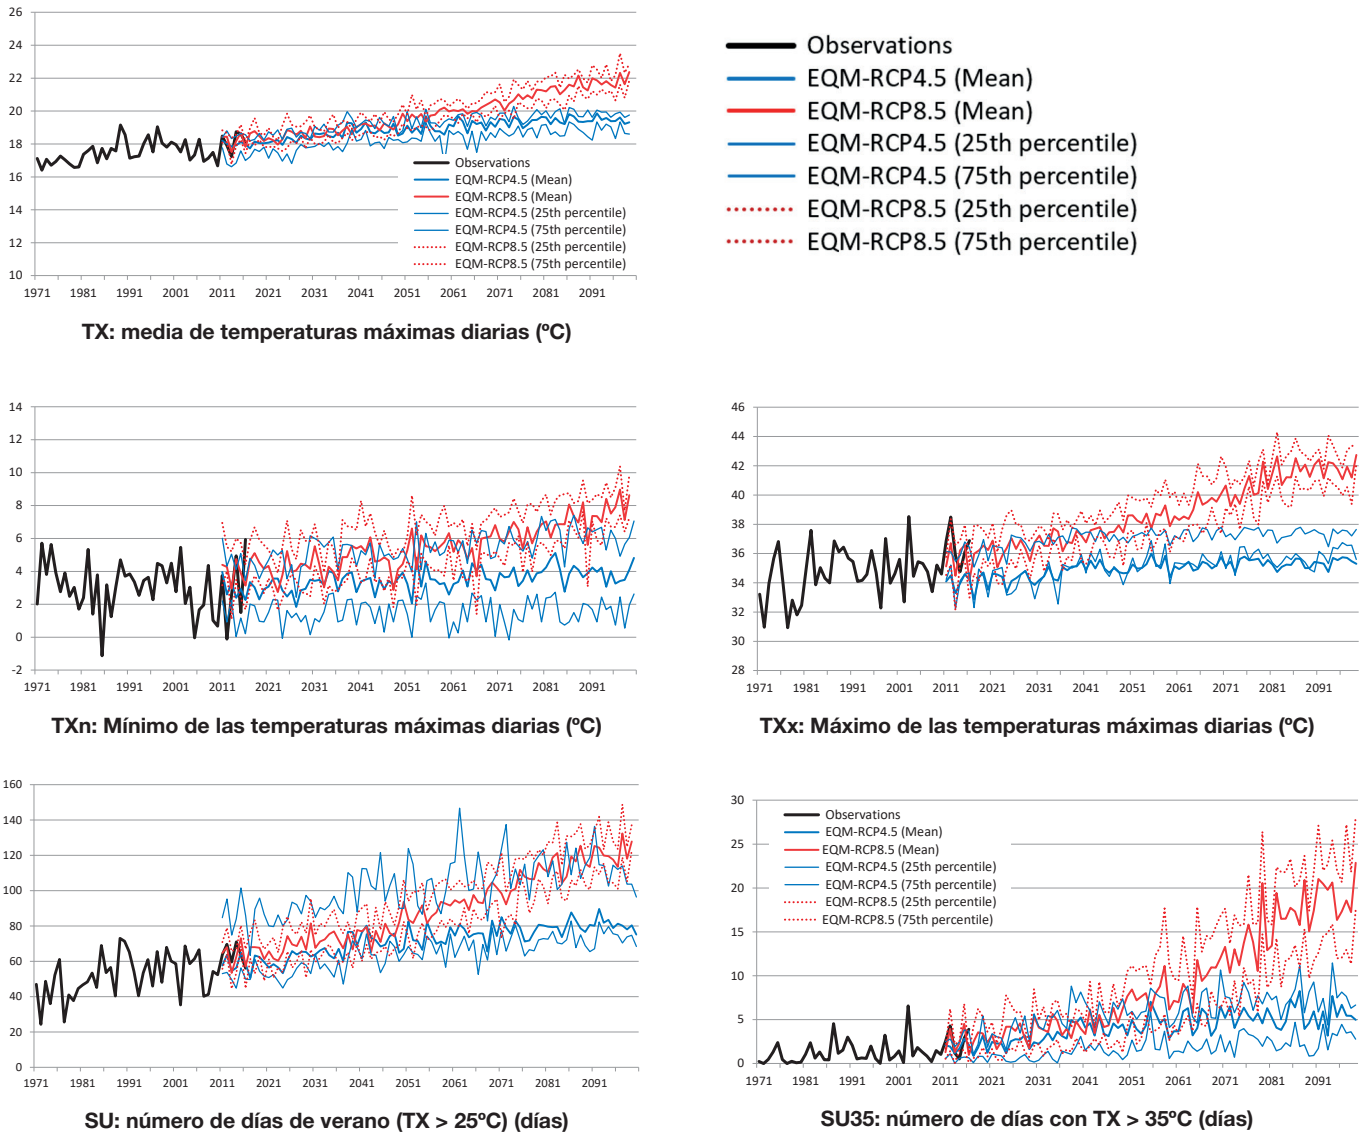 26
24
22
20
18
16
14
12
10
Observations
EQM-RCP4.5 (Mean)
EQM-RCP8.5 (Mean)
EQM-RCP4.5 (25th percentile)
EQM-RCP4.5 (75th percentile)
EQM-RCP8.5 (25th percentile)
EQM-RCP8.5 (75th percentile)
1971 1981 1991 2001 2011 2021 2031 2041 2051 2061 2071 2081 2091
TX: media de temperaturas máximas diarias (ºC)
Observations
EQM-RCP4.5 (Mean)
EQM-RCP8.5 (Mean)
EQM-RCP4.5 (25th percentile)
EQM-RCP4.5 (75th percentile)
EQM-RCP8.5 (25th percentile)
EQM-RCP8.5 (75th percentile)
14
12
10
8
6
4
2
0
-2
1971 1981 1991 2001 2011 2021 2031 2041 2051 2061 2071 2081 2091
TXn: Mínimo de las temperaturas máximas diarias (ºC)
46
44
42
40
38
36
34
32
30
28
1971 1981 1991 2001 2011 2021 2031 2041 2051 2061 2071 2081 2091
TXx: Máximo de las temperaturas máximas diarias (ºC)
160
140
120
100
80
60
40
20
0
1971 1981 1991 2001 2011 2021 2031 2041 2051 2061 2071 2081 2091
SU: número de días de verano (TX > 25ºC) (días)
30
25
20
15
10
5
0
Observations
EQM-RCP4.5 (Mean)
EQM-RCP8.5 (Mean)
EQM-RCP4.5 (25th percentile)
EQM-RCP4.5 (75th percentile)
EQM-RCP8.5 (25th percentile)
EQM-RCP8.5 (75th percentile)
1971 1981 1991 2001 2011 2021 2031 2041 2051 2061 2071 2081 2091
SU35: número de días con TX > 35ºC) (días)